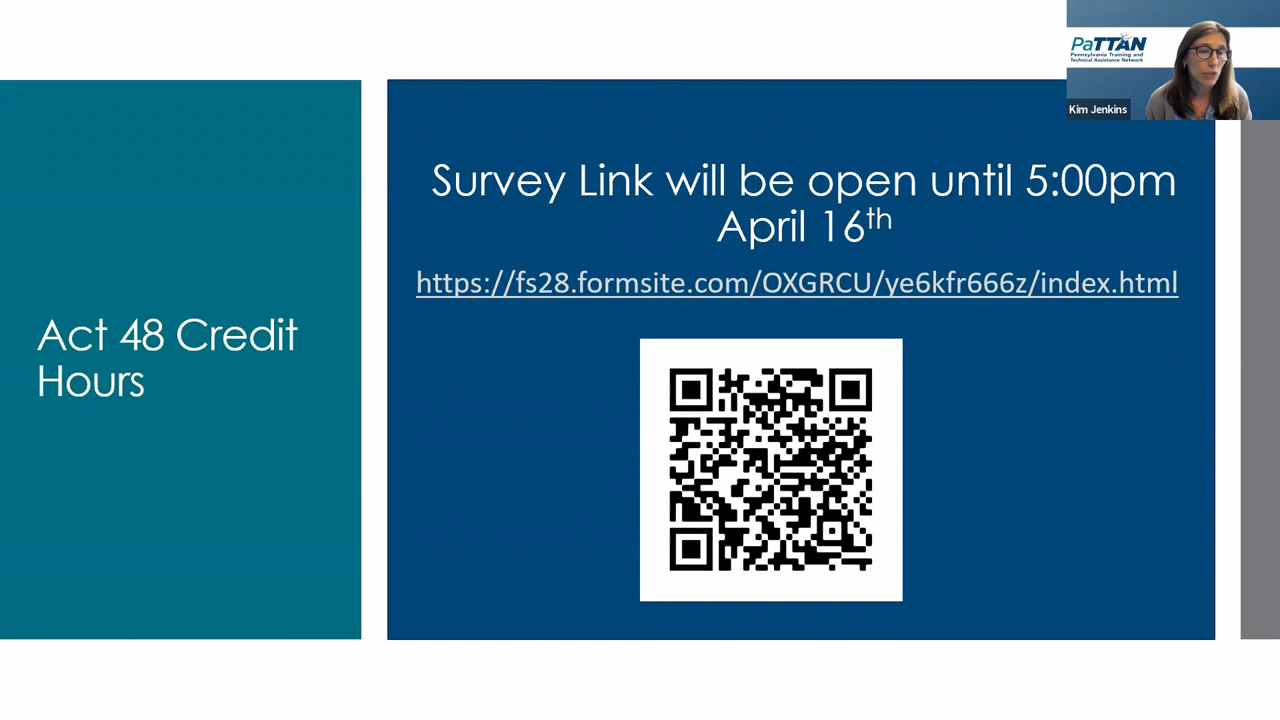 PaTTAN
Pennsylvania Training and
Technical Assistance Network
Kim Jenkins
Survey Link will be open until 5:00pm
April 16th
https://fs28.formsite.com/OXGRCU/ye6kfr666z/index.html
Act 48 Credit
Hours